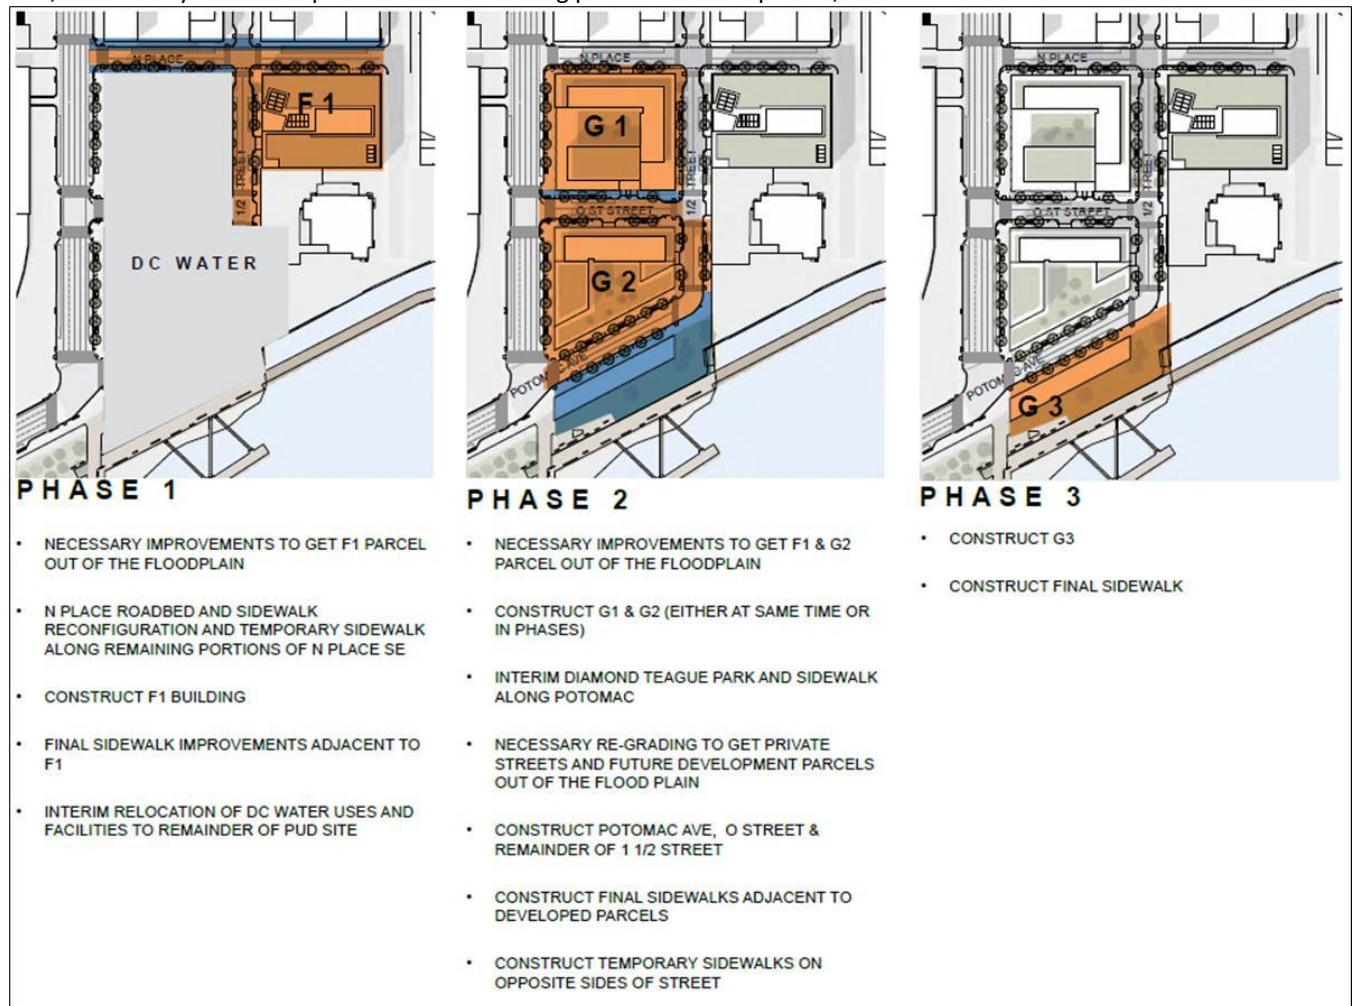 N PLACE
F 1
1/2
TREET
DC WATER
N PLACE
G 1
TREET
O ST STREET
1/2
G 2
POTOMAC AVE
N PLACE
TREET
O ST STREET
1/2
POTOMAC AVE
G 3
PHASE 1
• NECESSARY IMPROVEMENTS TO GET F1 PARCEL
OUT OF THE FLOODPLAIN
• N PLACE ROADBED AND SIDEWALK
RECONFIGURATION AND TEMPORARY SIDEWALK
ALONG REMAINING PORTIONS OF N PLACE SE
• CONSTRUCT F1 BUILDING
• FINAL SIDEWALK IMPROVEMENTS ADJACENT TO
F1
• INTERIM RELOCATION OF DC WATER USES AND
FACILITIES TO REMAINDER OF PUD SITE
PHASE 2
• NECESSARY IMPROVEMENTS TO GET F1 & G2
PARCEL OUT OF THE FLOODPLAIN
• CONSTRUCT G1 & G2 (EITHER AT SAME TIME OR
IN PHASES)
• INTERIM DIAMOND TEAGUE PARK AND SIDEWALK
ALONG POTOMAC
• NECESSARY RE-GRADING TO GET PRIVATE
STREETS AND FUTURE DEVELOPMENT PARCELS
OUT OF THE FLOOD PLAIN
• CONSTRUCT POTOMAC AVE, O STREET &
REMAINDER OF 1 1/2 STREET
• CONSTRUCT FINAL SIDEWALKS ADJACENT TO
DEVELOPED PARCELS
• CONSTRUCT TEMPORARY SIDEWALKS ON
OPPOSITE SIDES OF STREET
PHASE 3
• CONSTRUCT G3
• CONSTRUCT FINAL SIDEWALK